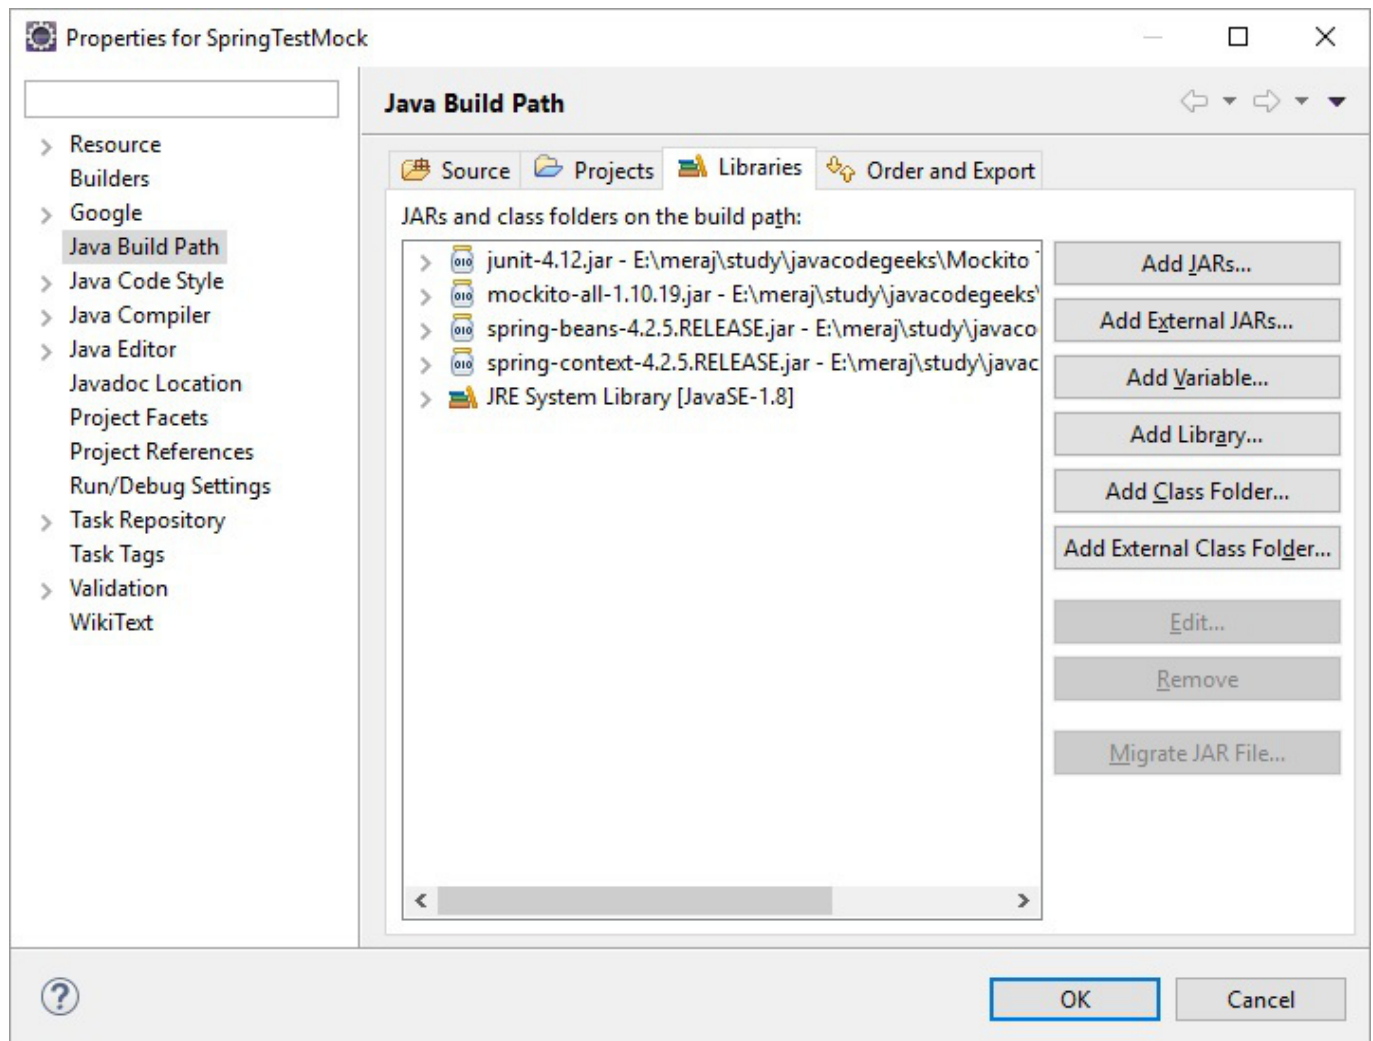 Properties for SpringTestMock
Java Build Path
Resource
Builders
Google
Java Build Path
Java Code Style
Java Compiler
Java Editor
Javadoc Location
Project Facets
Project References
Run/Debug Settings
Task Repository
Task Tags
Validation
WikiText
Source Projects Libraries Order and Export
JARs and class folders on the build path:
junit-4.12.jar - E:\meraj\study\javacodegeeks\Mockito
mockito-all-1.10.19.jar - E:\meraj\study\javacodegeeks\
spring-beans-4.2.5.RELEASE.jar - E:\meraj\study\javaco
spring-context-4.2.5.RELEASE.jar - E:\meraj\study\javac
JRE System Library [JavaSE-1.8]
Add JARs...
Add External JARs...
Add Variable...
Add Library...
Add Class Folder...
Add External Class Folder...
Edit...
Remove
Migrate JAR File...
OK
Cancel